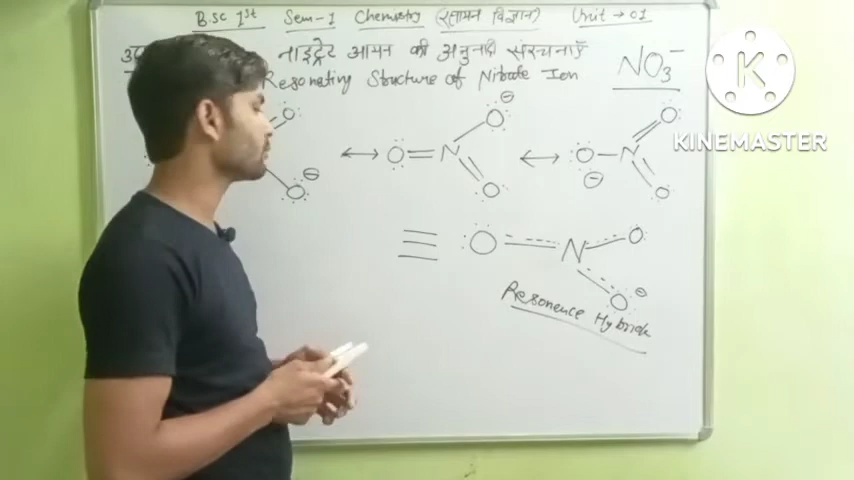 B.Sc 1st Sem-1 Chemistry (रसायन विज्ञान) Unit → 01
नाइट्रेट आयन की अनुनादी संरचनाएँ
Resonating Structure of Nitrate Ion
NO₃⁻
K
KINEMASTER
O
O ⊖
↔ O = N O ⊖ O
↔ O – N O O ⊖
≡ O N O O ⊖
Resonence Hybride